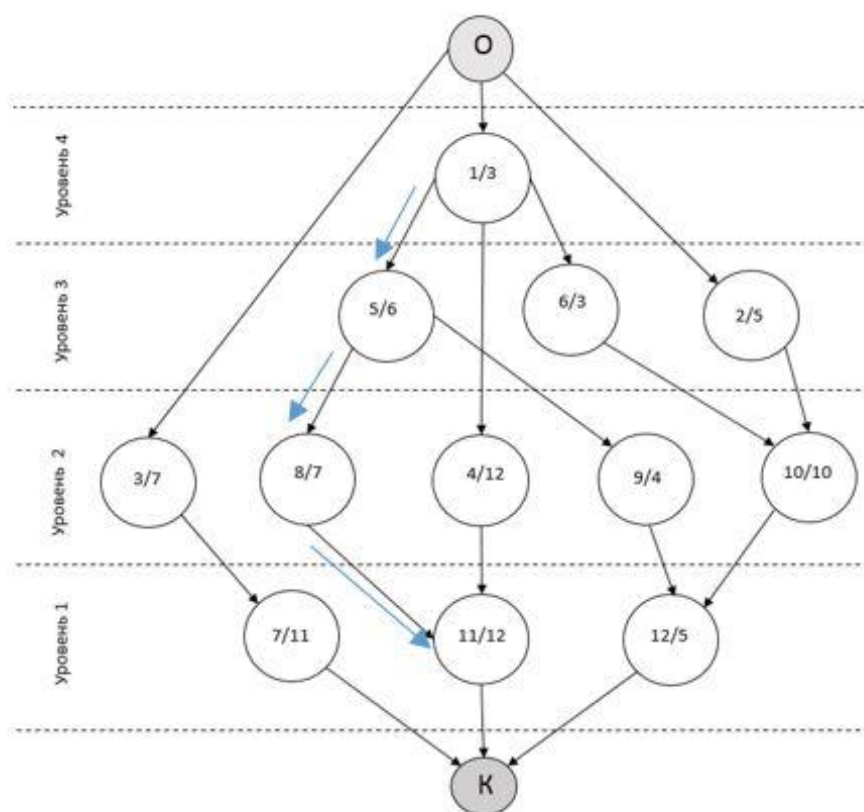 О
Уровень 4
1/3
Уровень 3
5/6
6/3
2/5
Уровень 2
3/7
8/7
4/12
9/4
10/10
Уровень 1
7/11
11/12
12/5
К